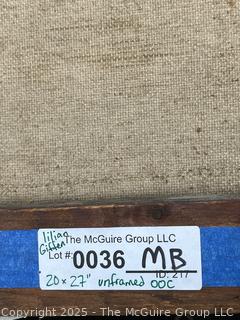 lilian
Gitten
The McGuire Group LLC
Lot #: 0036 MB
ID: 217
20 x 27" unframed OOC
Copyright 2025 - The McGuire Group LLC